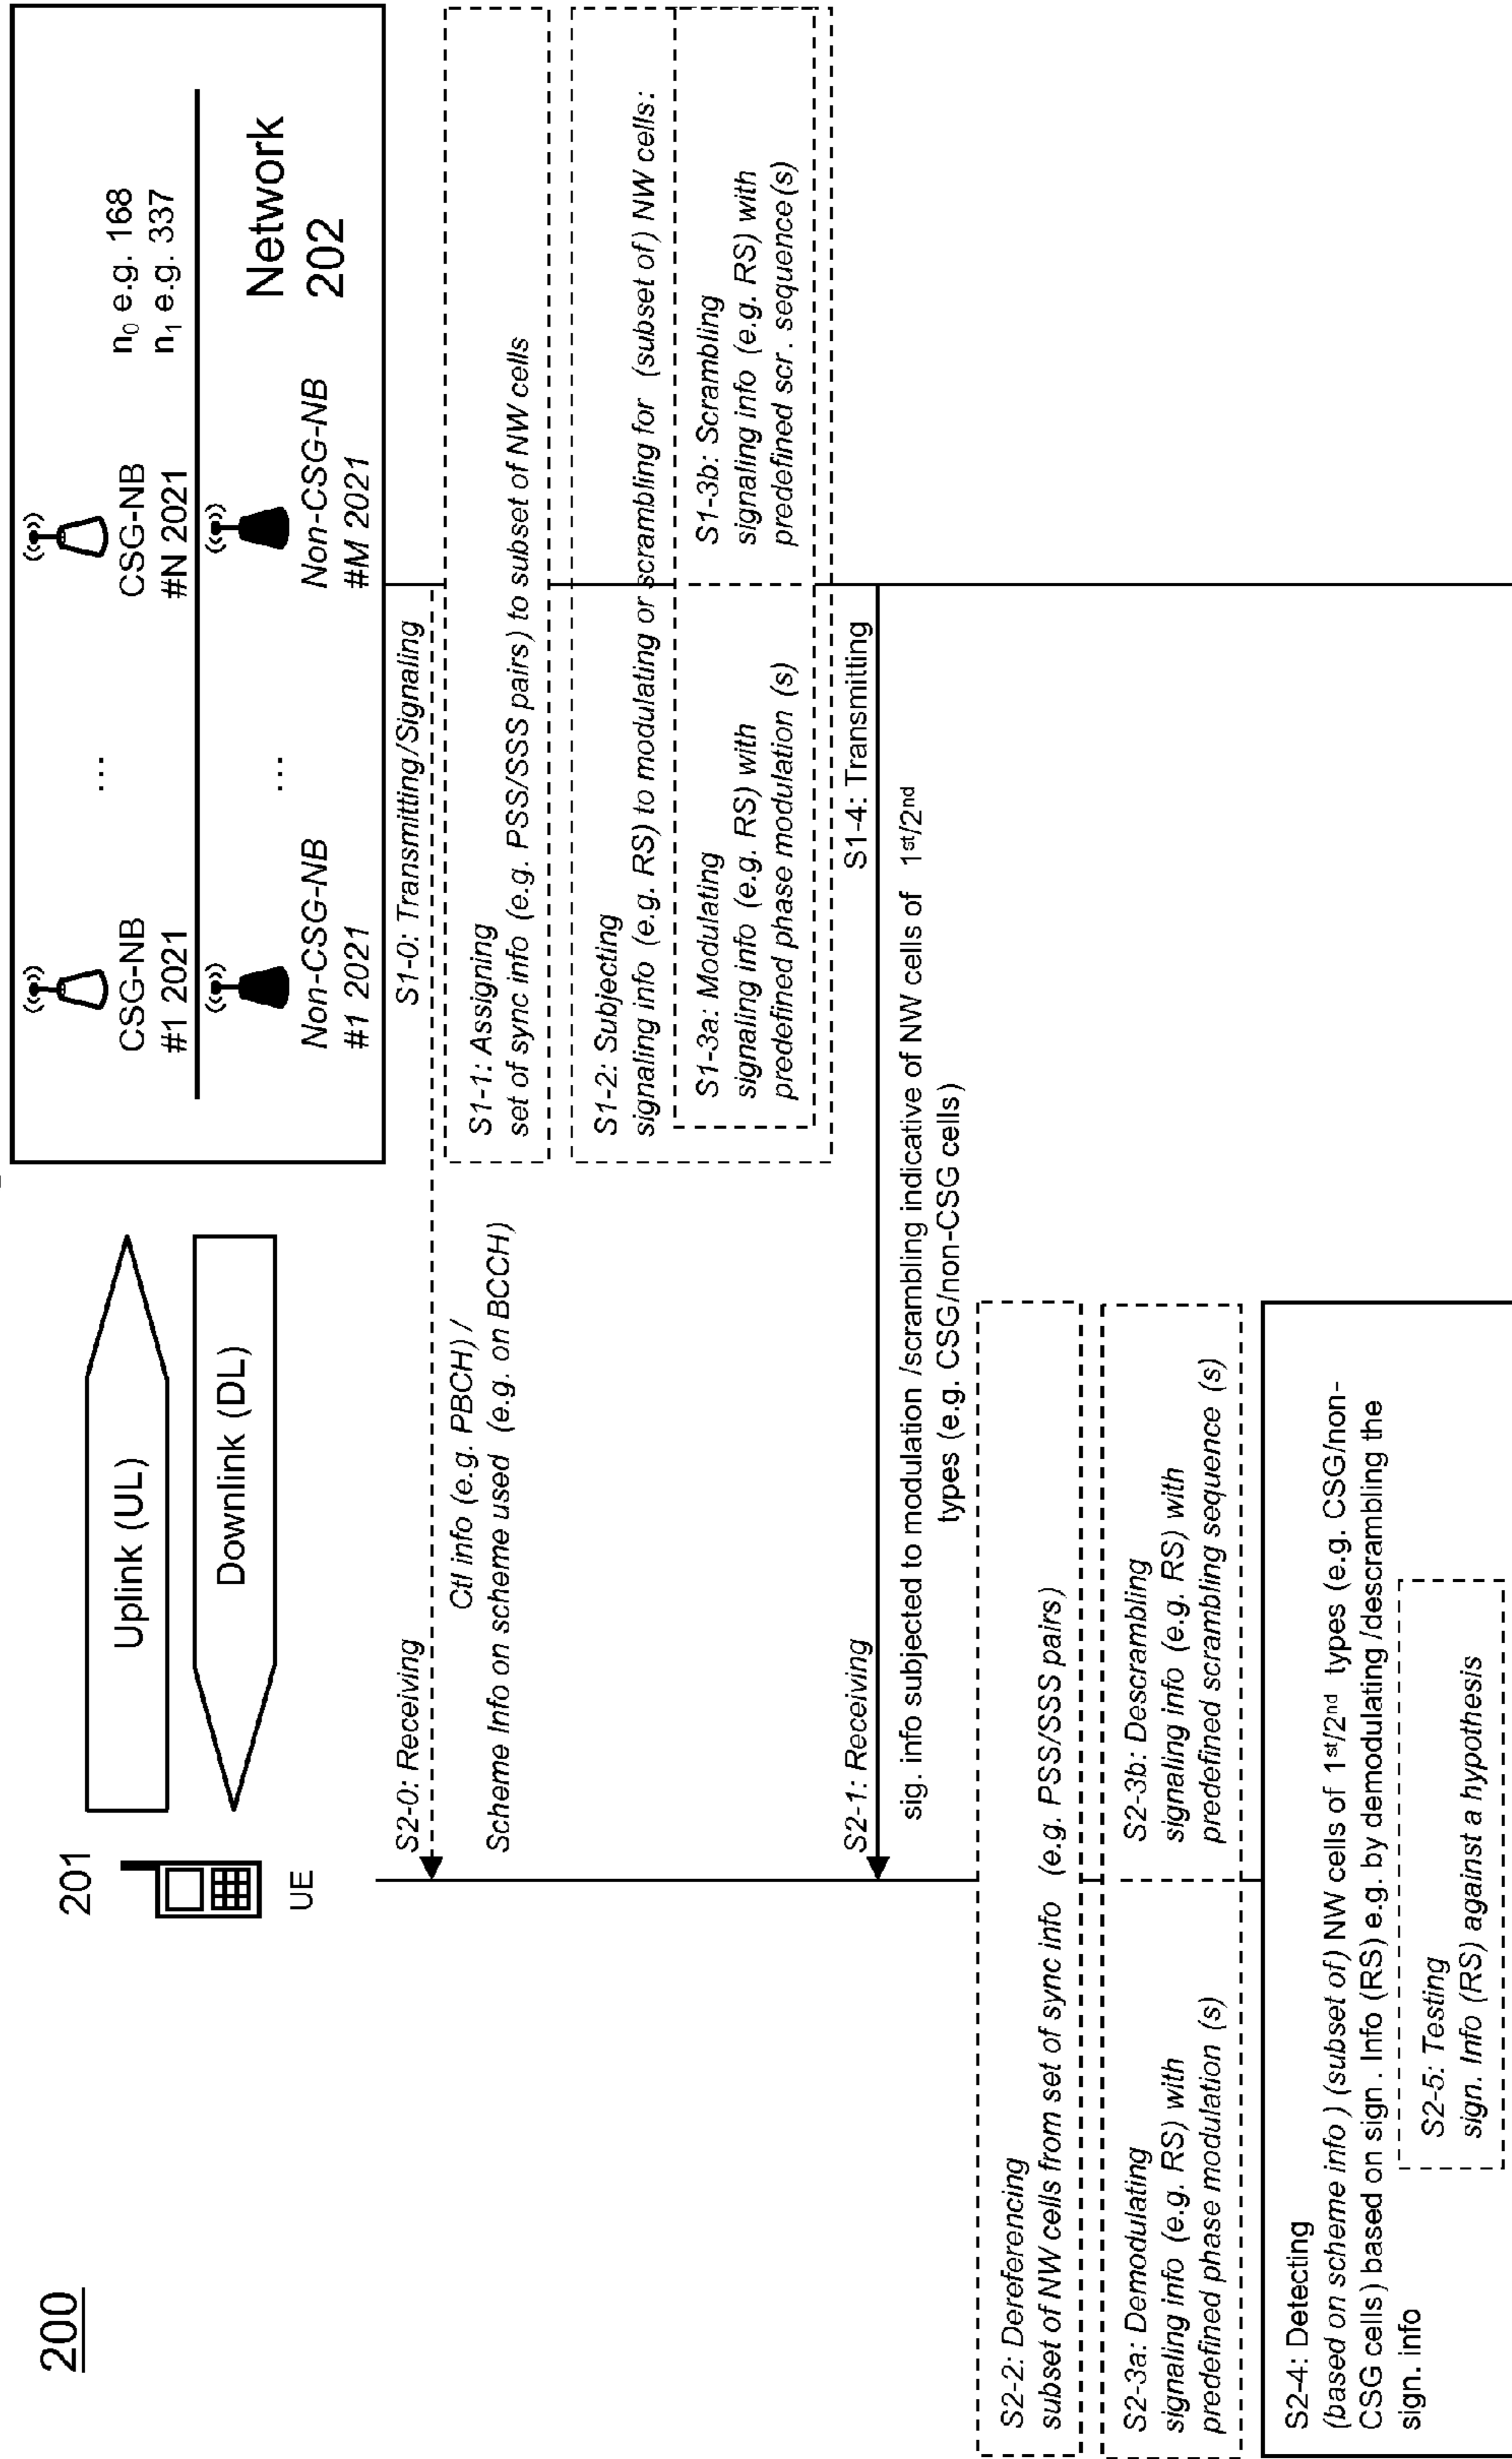 200
201
UE
Uplink (UL)
Downlink (DL)
CSG-NB
#1 2021
...
CSG-NB
#N 2021
n0 e.g. 168
n1 e.g. 337
Non-CSG-NB
#1 2021
...
Non-CSG-NB
#M 2021
Network
202
S2-0: Receiving
S1-0: Transmitting/Signaling
Ctl info (e.g. PBCH) /
Scheme Info on scheme used (e.g. on BCCH)
S1-1: Assigning
set of sync info (e.g. PSS/SSS pairs) to subset of NW cells
S1-2: Subjecting
signaling info (e.g. RS) to modulating or scrambling for (subset of) NW cells:
S1-3a: Modulating
signaling info (e.g. RS) with
predefined phase modulation (s)
S1-3b: Scrambling
signaling info (e.g. RS) with
predefined scr. sequence(s)
S2-1: Receiving
S1-4: Transmitting
sig. info subjected to modulation /scrambling indicative of NW cells of 1st/2nd
types (e.g. CSG/non-CSG cells)
S2-2: Dereferencing
subset of NW cells from set of sync info (e.g. PSS/SSS pairs)
S2-3a: Demodulating
signaling info (e.g. RS) with
predefined phase modulation (s)
S2-3b: Descrambling
signaling info (e.g. RS) with
predefined scrambling sequence (s)
S2-4: Detecting
(based on scheme info ) (subset of) NW cells of 1st/2nd types (e.g. CSG/non-
CSG cells) based on sign. Info (RS) e.g. by demodulating /descrambling the
sign. info
S2-5: Testing
sign. Info (RS) against a hypothesis